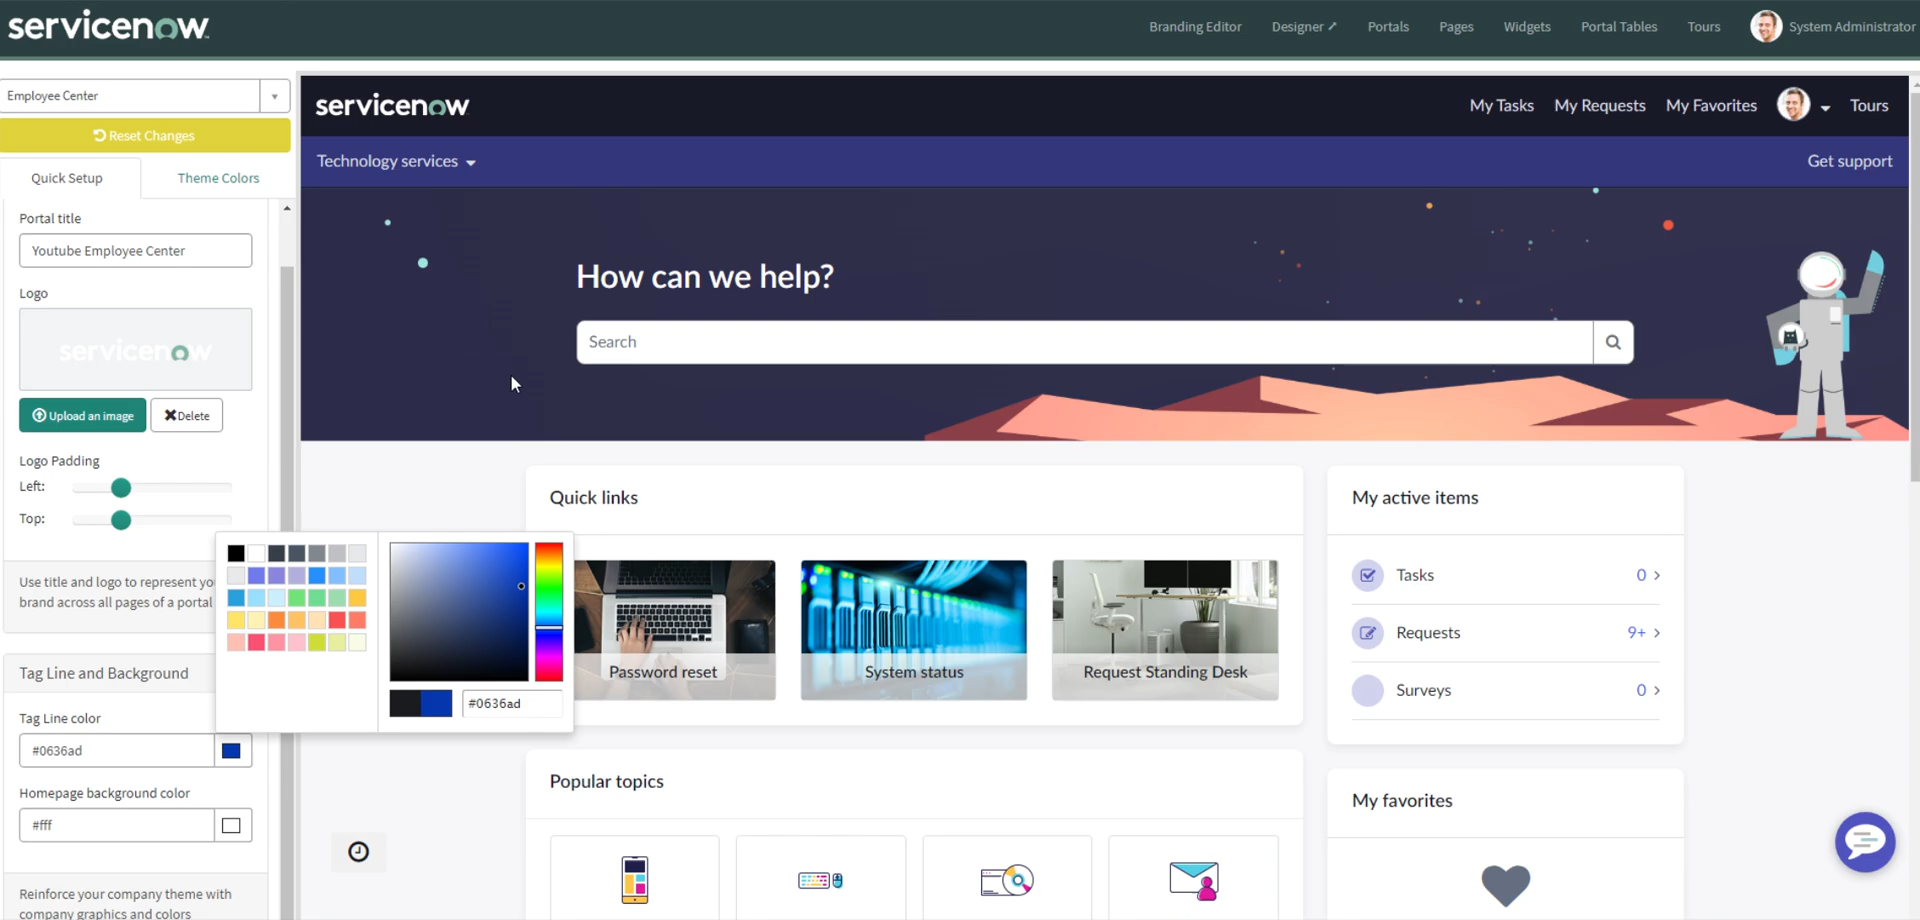 servicenow
Branding Editor
Designer
Portals
Pages
Widgets
Portal Tables
Tours
System Administrator
Employee Center
Reset Changes
Quick Setup
Theme Colors
Portal title
Youtube Employee Center
Logo
servicenow
Upload an image
Delete
Logo Padding
Left:
Top:
Use title and logo to represent
brand across all pages of a portal
Tag Line and Background
Tag Line color
#0636ad
Homepage background color
#fff
Reinforce your company theme with
company graphics and colors
#0636ad
servicenow
My Tasks
My Requests
My Favorites
Tours
Technology services
Get support
How can we help?
Search
Quick links
Password reset
System status
Request Standing Desk
Popular topics
My active items
Tasks 0
Requests 9+
Surveys 0
My favorites